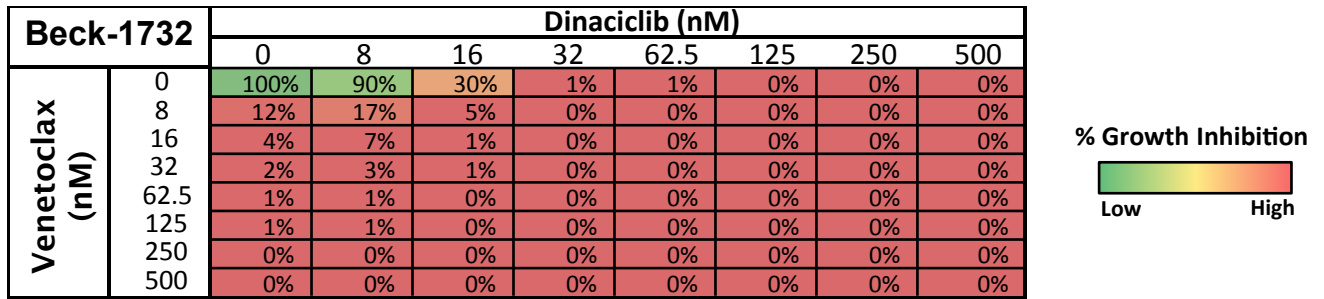 Beck-1732
Dinaciclib (nM)
0 8 16 32 62.5 125 250 500
Venetoclax
(nM)
0 100% 90% 30% 1% 1% 0% 0% 0%
8 12% 17% 5% 0% 0% 0% 0% 0%
16 4% 7% 1% 0% 0% 0% 0% 0%
32 2% 3% 1% 0% 0% 0% 0% 0%
62.5 1% 1% 0% 0% 0% 0% 0% 0%
125 1% 1% 0% 0% 0% 0% 0% 0%
250 0% 0% 0% 0% 0% 0% 0% 0%
500 0% 0% 0% 0% 0% 0% 0% 0%
% Growth Inhibition
Low High